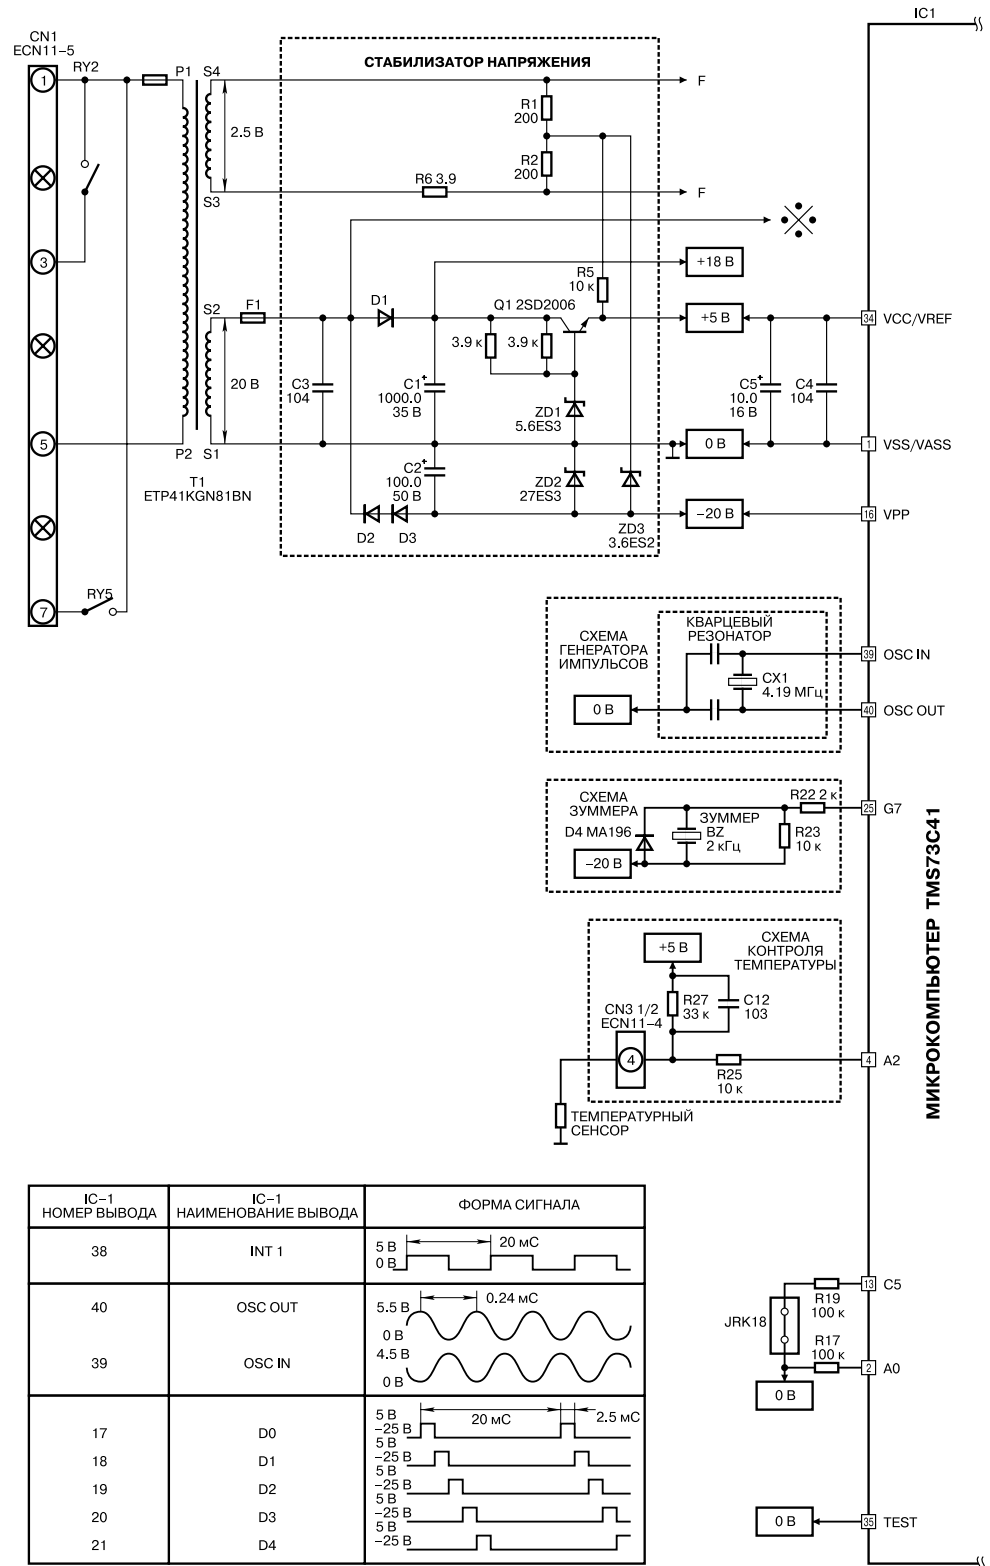 IC1
CN1
ECN11–5
RY2
P1
S4
СТАБИЛИЗАТОР НАПРЯЖЕНИЯ
1
F
R1
200
2.5 В
R2
200
R6 3.9
F
S3
3
+18 В
R5
10 к
D1
Q1 2SD2006
S2
F1
+5 В
34
VCC/VREF
3.9 к
3.9 к
20 В
C3
104
C1
1000.0
35 В
+
C5
10.0
16 В
+
C4
104
ZD1
5.6ES3
5
0 В
1
VSS/VASS
P2
S1
T1
ETP41KGN81BN
C2
100.0
50 В
+
ZD2
27ES3
–20 В
16
VPP
D2
D3
ZD3
3.6ES2
RY5
7
СХЕМА
ГЕНЕРАТОРА
ИМПУЛЬСОВ
КВАРЦЕВЫЙ
РЕЗОНАТОР
39
OSC IN
CX1
4.19 МГц
0 В
40
OSC OUT
СХЕМА
ЗУММЕРА
R22 2 к
25
G7
D4 MA196
ЗУММЕР
BZ
2 кГц
R23
10 к
–20 В
МИКРОКОМПЬЮТЕР TMS73C41
СХЕМА
КОНТРОЛЯ
ТЕМПЕРАТУРЫ
+5 В
CN3 1/2
ECN11–4
R27
33 к
C12
103
4
R25
10 к
4
A2
ТЕМПЕРАТУРНЫЙ
СЕНСОР
IC–1
НОМЕР ВЫВОДА
IC–1
НАИМЕНОВАНИЕ ВЫВОДА
ФОРМА СИГНАЛА
38
INT 1
5 В
0 В
20 мС
40
OSC OUT
5.5 В
0 В
0.24 мС
39
OSC IN
4.5 В
0 В
17
D0
5 В
–25 В
20 мС
2.5 мС
18
D1
5 В
–25 В
19
D2
5 В
–25 В
20
D3
5 В
–25 В
21
D4
5 В
–25 В
13
C5
R19
100 к
JRK18
R17
100 к
2
A0
0 В
0 В
35
TEST